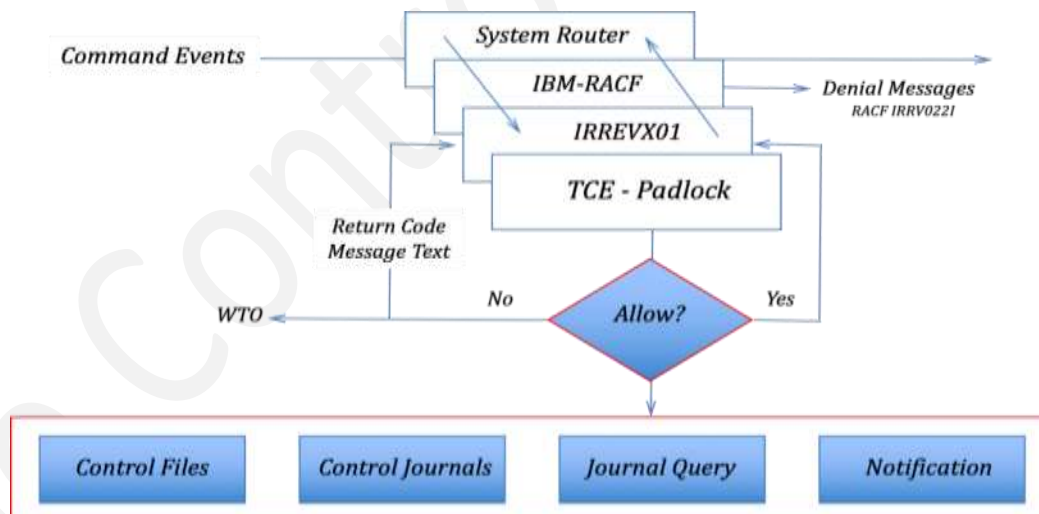 System Router
Command Events
IBM-RACF
Denial Messages
RACF IRRV022I
IRREVX01
TCE - Padlock
Return Code
Message Text
No
Yes
WTO
Allow?
Control Files
Control Journals
Journal Query
Notification